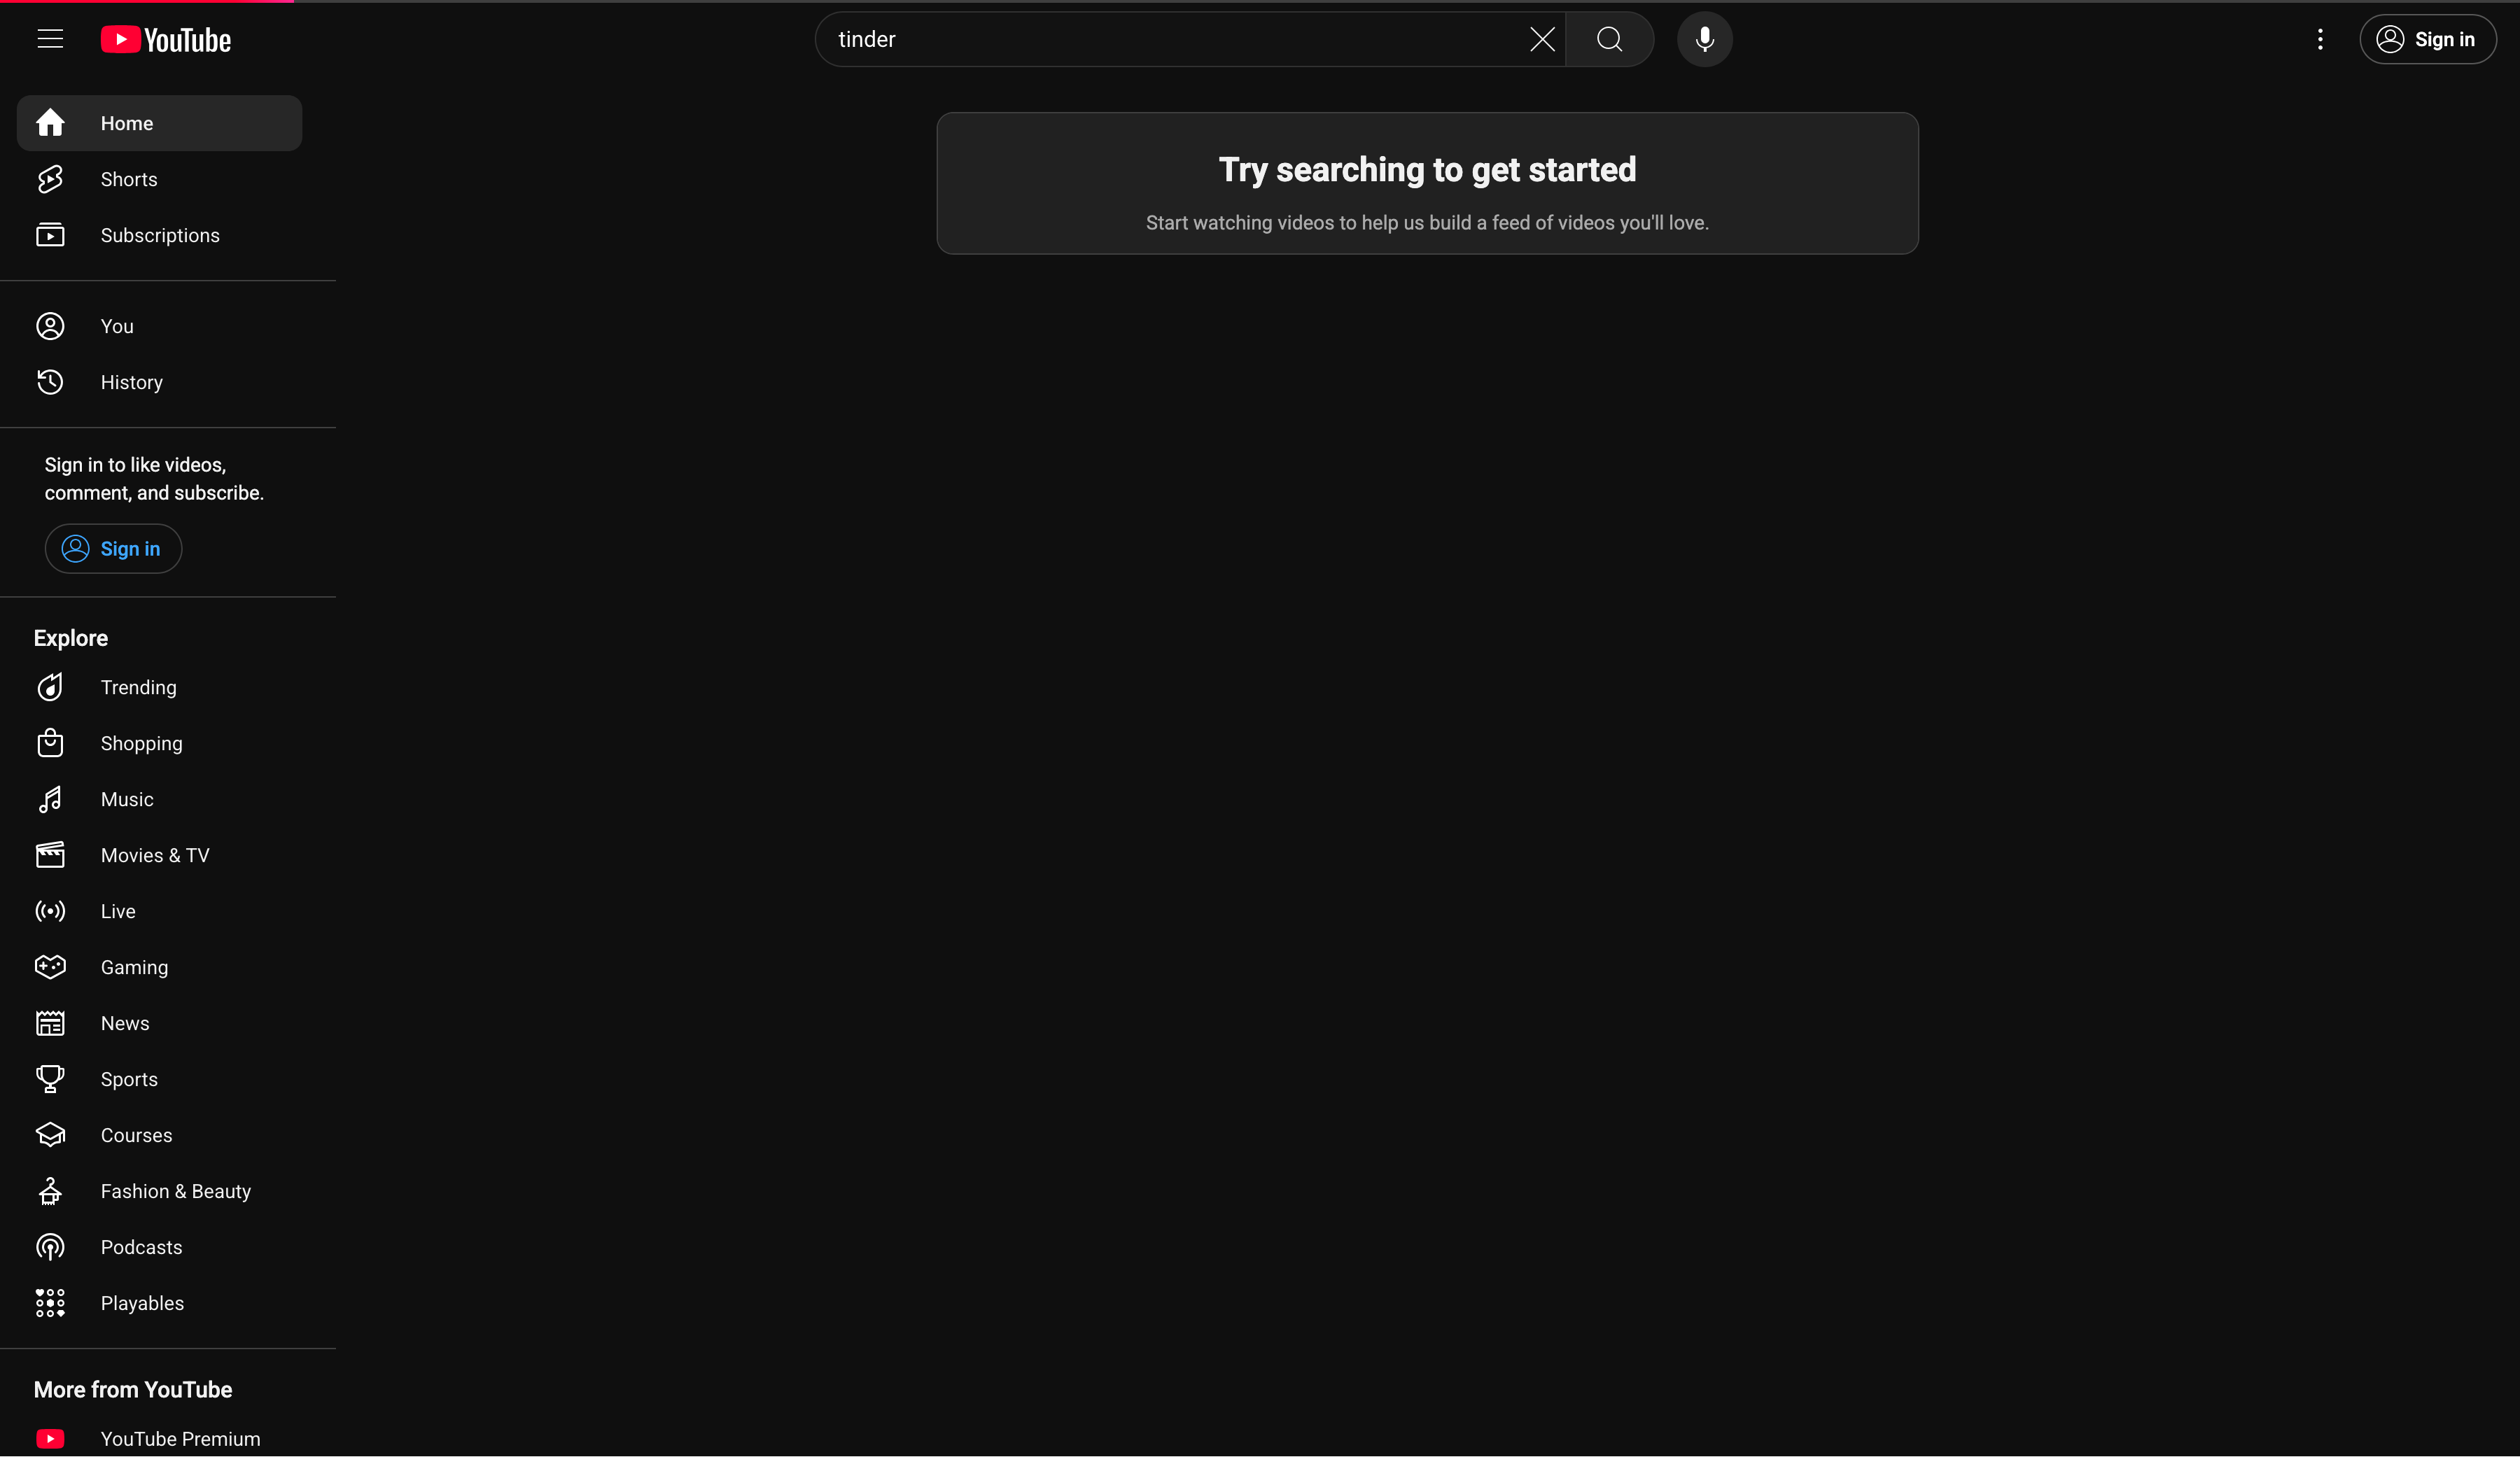 YouTube
tinder
Sign in
Home
Shorts
Subscriptions
You
History
Sign in to like videos,
comment, and subscribe.
Sign in
Explore
Trending
Shopping
Music
Movies & TV
Live
Gaming
News
Sports
Courses
Fashion & Beauty
Podcasts
Playables
More from YouTube
YouTube Premium
Try searching to get started
Start watching videos to help us build a feed of videos you'll love.